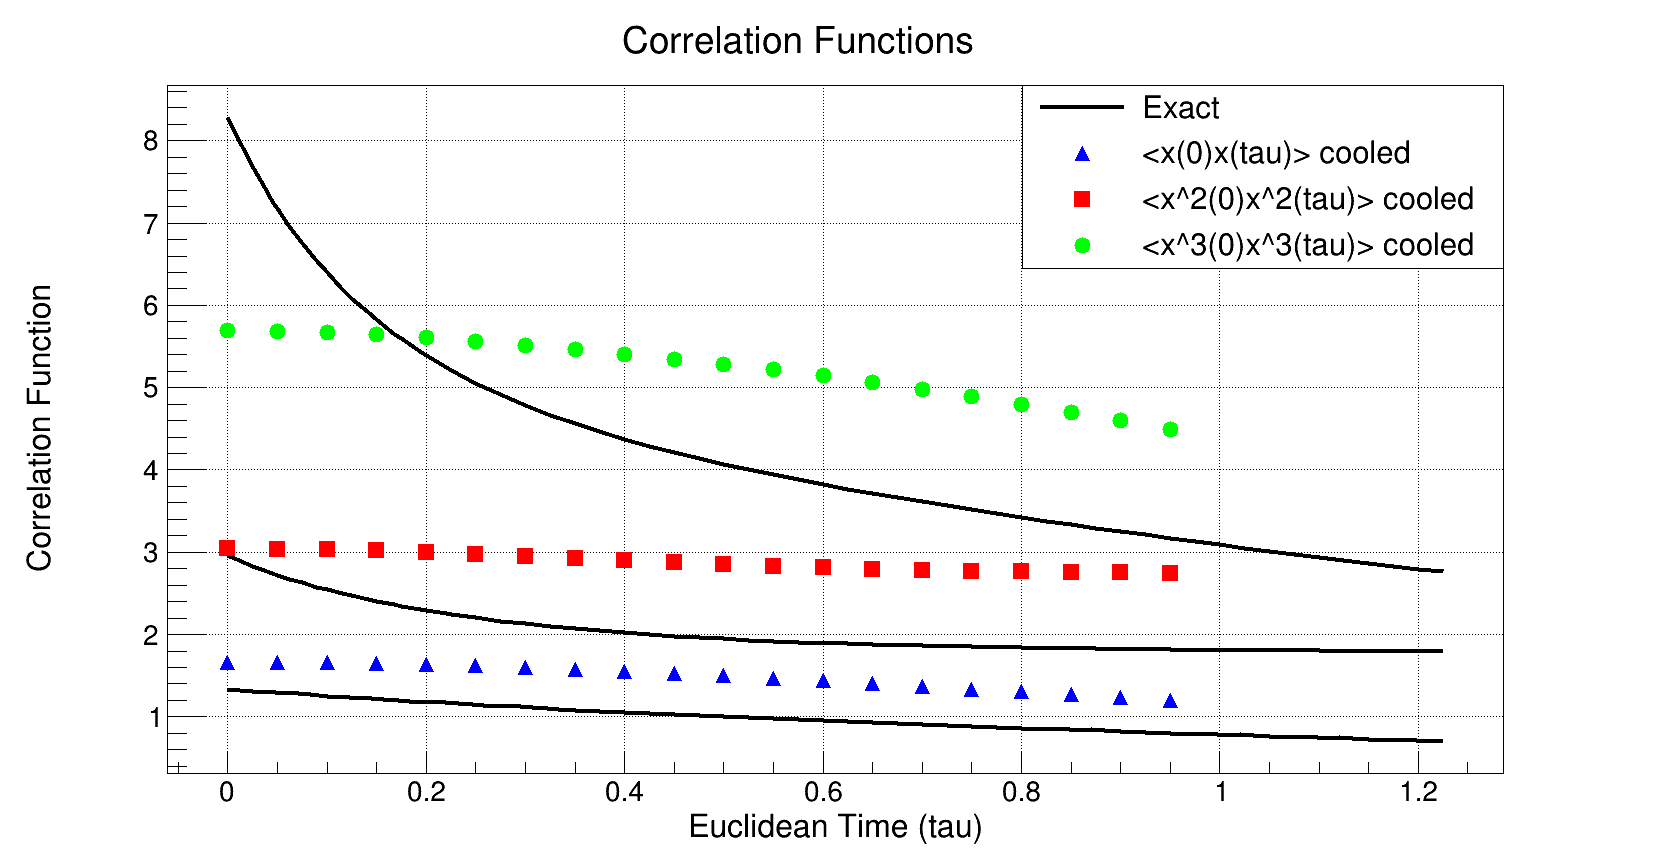 Correlation Functions
Exact
<x(0)x(tau)> cooled
<x^2(0)x^2(tau)> cooled
<x^3(0)x^3(tau)> cooled
Correlation Function
8
7
6
5
4
3
2
1
0 0.2 0.4 0.6 0.8 1 1.2
Euclidean Time (tau)